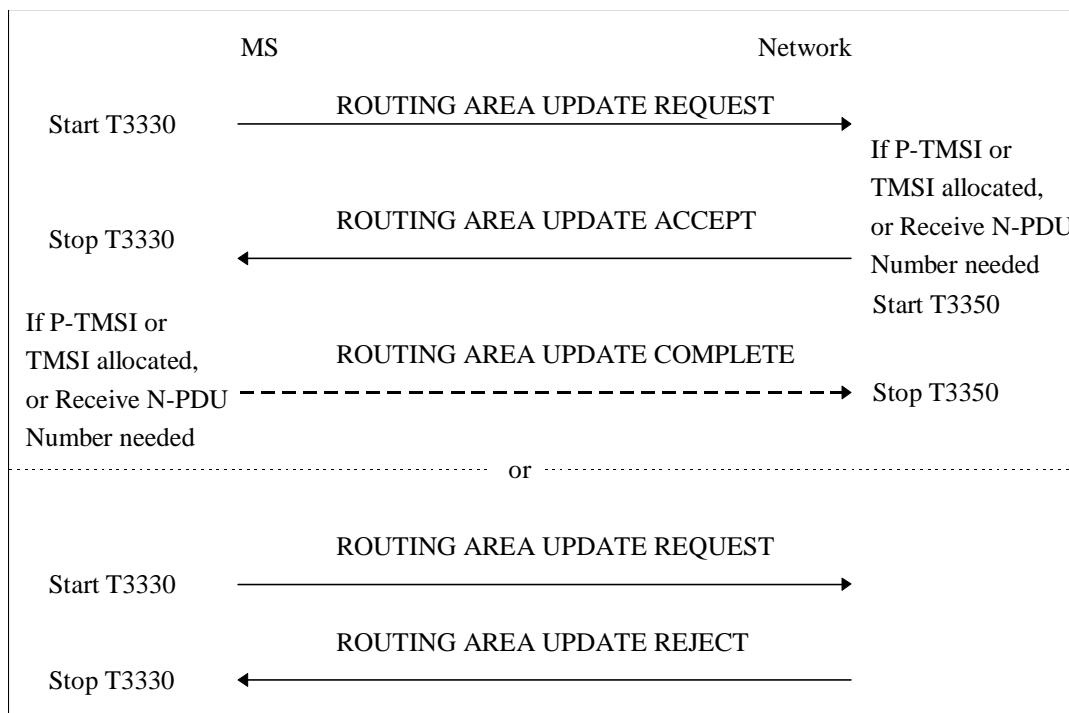 MS
Network
Start T3330
ROUTING AREA UPDATE REQUEST
If P-TMSI or
TMSI allocated,
or Receive N-PDU
Number needed
Start T3350
ROUTING AREA UPDATE ACCEPT
Stop T3330
If P-TMSI or
TMSI allocated,
or Receive N-PDU
Number needed
ROUTING AREA UPDATE COMPLETE
Stop T3350
or
ROUTING AREA UPDATE REQUEST
Start T3330
ROUTING AREA UPDATE REJECT
Stop T3330